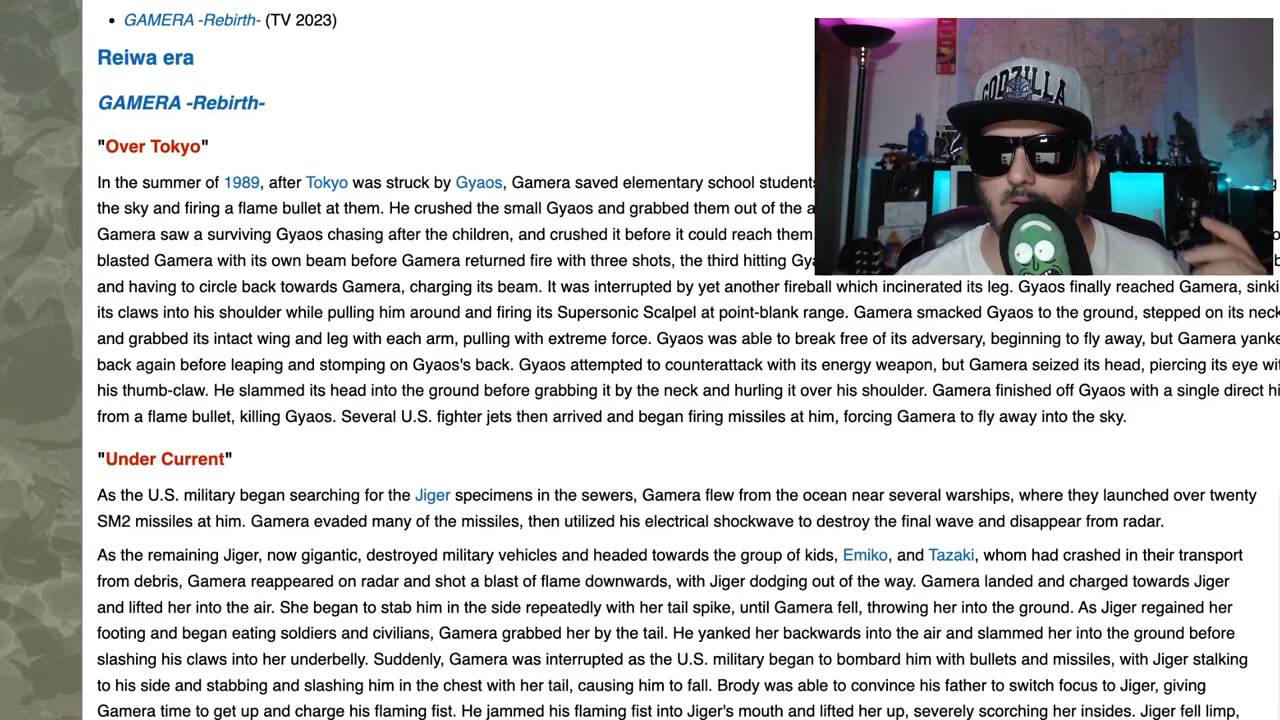 GAMERA -Rebirth- (TV 2023)
Reiwa era
GAMERA -Rebirth-
"Over Tokyo"
In the summer of 1989, after Tokyo was struck by Gyaos, Gamera saved elementary school students
the sky and firing a flame bullet at them. He crushed the small Gyaos and grabbed them out of the
Gamera saw a surviving Gyaos chasing after the children, and crushed it before it could reach them
blasted Gamera with its own beam before Gamera returned fire with three shots, the third hitting
and having to circle back towards Gamera, charging its beam. It was interrupted by yet another fireball which incinerated its leg. Gyaos finally reached Gamera,
its claws into his shoulder while pulling him around and firing its Supersonic Scalpel at point-blank range. Gamera smacked Gyaos to the ground, stepped on its neck
and grabbed its intact wing and leg with each arm, pulling with extreme force. Gyaos was able to break free of its adversary, beginning to fly away, but Gamera
back again before leaping and stomping on Gyaos's back. Gyaos attempted to counterattack with its energy weapon, but Gamera seized its head, piercing its eye
his thumb-claw. He slammed its head into the ground before grabbing it by the neck and hurling it over his shoulder. Gamera finished off Gyaos with a single direct
from a flame bullet, killing Gyaos. Several U.S. fighter jets then arrived and began firing missiles at him, forcing Gamera to fly away into the sky.
"Under Current"
As the U.S. military began searching for the Jiger specimens in the sewers, Gamera flew from the ocean near several warships, where they launched over twenty
SM2 missiles at him. Gamera evaded many of the missiles, then utilized his electrical shockwave to destroy the final wave and disappear from radar.
As the remaining Jiger, now gigantic, destroyed military vehicles and headed towards the group of kids, Emiko, and Tazaki, whom had crashed in their transport
from debris, Gamera reappeared on radar and shot a blast of flame downwards, with Jiger dodging out of the way. Gamera landed and charged towards Jiger
and lifted her into the air. She began to stab him in the side repeatedly with her tail spike, until Gamera fell, throwing her into the ground. As Jiger regained her
footing and began eating soldiers and civilians, Gamera grabbed her by the tail. He yanked her backwards into the air and slammed her into the ground before
slashing his claws into her underbelly. Suddenly, Gamera was interrupted as the U.S. military began to bombard him with bullets and missiles, with Jiger stalking
to his side and stabbing and slashing him in the chest with her tail, causing him to fall. Brody was able to convince his father to switch focus to Jiger, giving
Gamera time to get up and charge his flaming fist. He jammed his flaming fist into Jiger's mouth and lifted her up, severely scorching her insides. Jiger fell limp,
GODZILLA